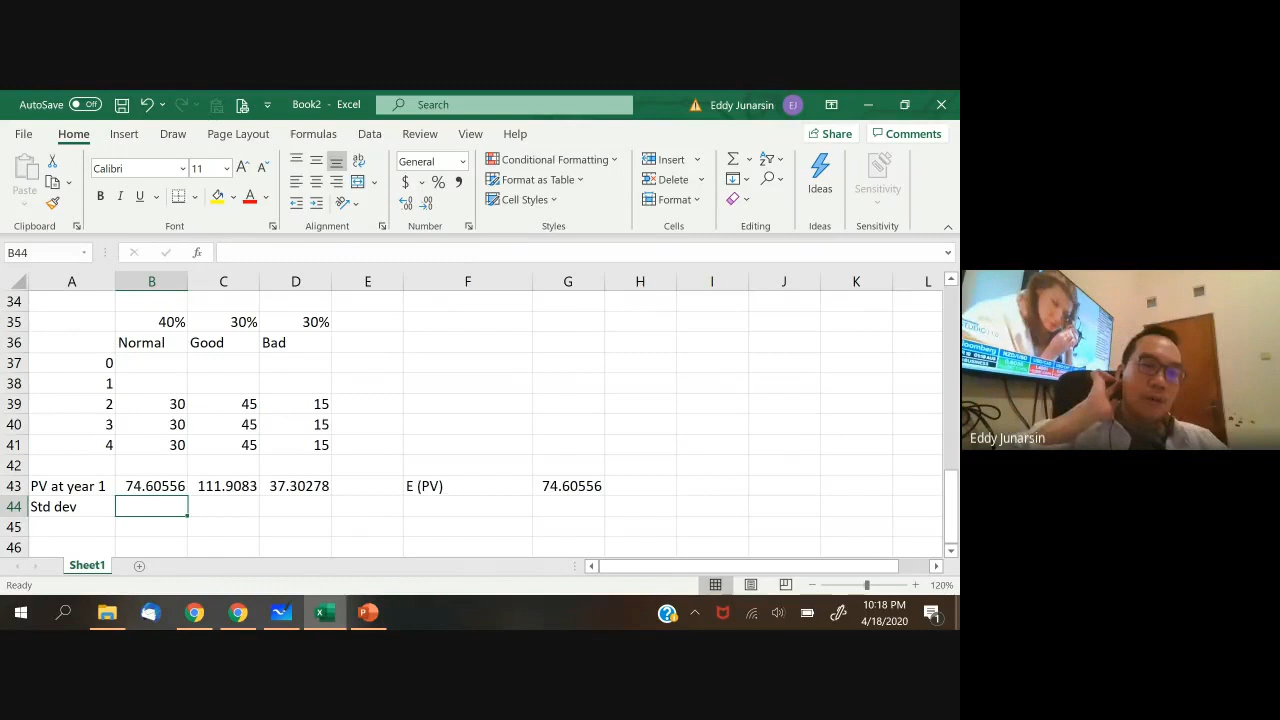 AutoSave Off Book2 - Excel Search Eddy Junarsin EJ
File Home Insert Draw Page Layout Formulas Data Review View Help Share Comments
Paste Calibri 11 General Conditional Formatting Insert Ideas Sensitivity
B I U Format as Table Delete
$ % Cell Styles Format
Clipboard Font Alignment Number Styles Cells Editing Ideas Sensitivity
B44 fx
A B C D E F G H I J K L
34
35 40% 30% 30%
36 Normal Good Bad
37 0
38 1
39 2 30 45 15
40 3 30 45 15
41 4 30 45 15
42
43 PV at year 1 74.60556 111.9083 37.30278 E (PV) 74.60556
44 Std dev
45
46
Sheet1
Ready 120%
10:18 PM
4/18/2020
NZD/USD
Eddy Junarsin